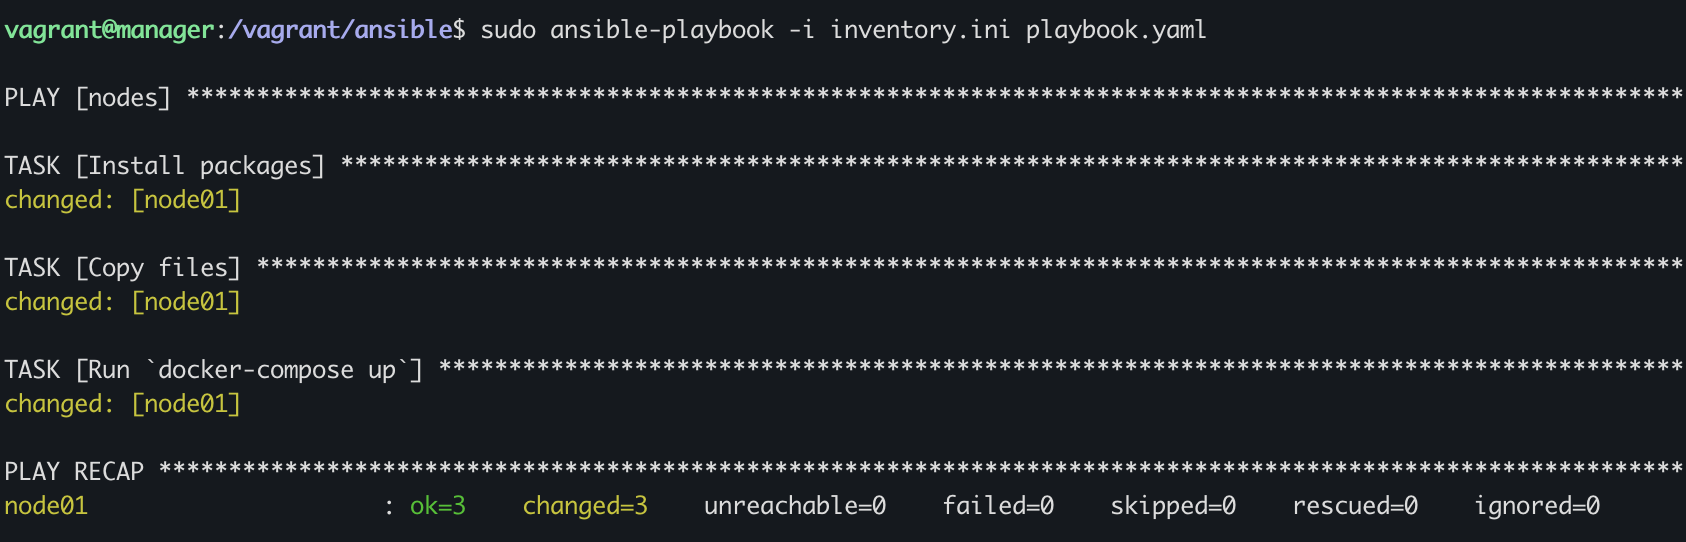 vagrant@manager:/vagrant/ansible$ sudo ansible-playbook -i inventory.ini playbook.yaml
PLAY [nodes] ***********************************************************************************************************
TASK [Install packages] ************************************************************************************************
changed: [node01]
TASK [Copy files] ******************************************************************************************************
changed: [node01]
TASK [Run `docker-compose up`] *****************************************************************************************
changed: [node01]
PLAY RECAP *************************************************************************************************************
node01                     : ok=3    changed=3    unreachable=0    failed=0    skipped=0    rescued=0    ignored=0